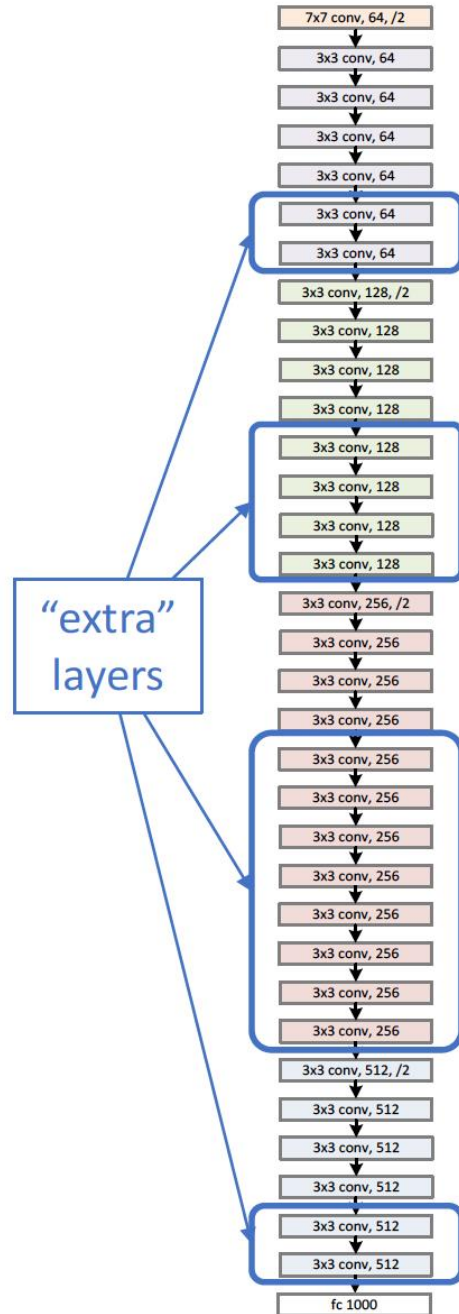 7x7 conv, 64, /2
3x3 conv, 64
3x3 conv, 64
3x3 conv, 64
3x3 conv, 64
3x3 conv, 64
3x3 conv, 64
3x3 conv, 128, /2
3x3 conv, 128
3x3 conv, 128
3x3 conv, 128
3x3 conv, 128
3x3 conv, 128
3x3 conv, 128
3x3 conv, 128
"extra"
layers
3x3 conv, 256, /2
3x3 conv, 256
3x3 conv, 256
3x3 conv, 256
3x3 conv, 256
3x3 conv, 256
3x3 conv, 256
3x3 conv, 256
3x3 conv, 256
3x3 conv, 256
3x3 conv, 256
3x3 conv, 256
3x3 conv, 512, /2
3x3 conv, 512
3x3 conv, 512
3x3 conv, 512
3x3 conv, 512
3x3 conv, 512
fc 1000